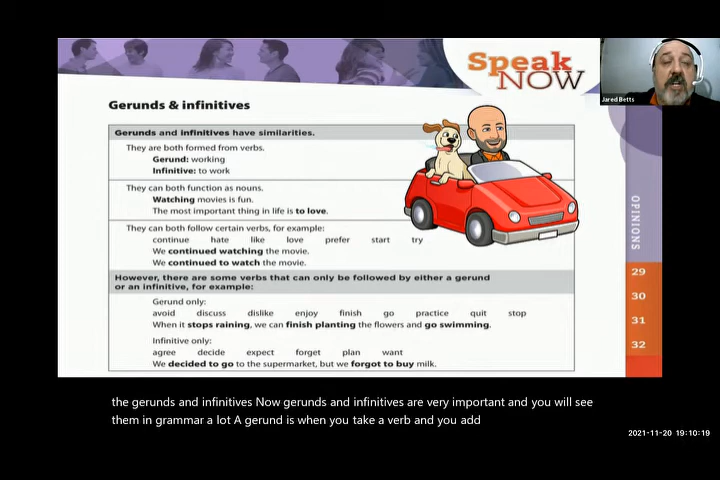 Speak
NOW
Jared Betts
Gerunds & infinitives
Gerunds and infinitives have similarities.
They are both formed from verbs.
Gerund: working
Infinitive: to work
They can both function as nouns.
Watching movies is fun.
The most important thing in life is to love.
They can both follow certain verbs, for example:
continue hate like love prefer start try
We continued watching the movie.
We continued to watch the movie.
However, there are some verbs that can only be followed by either a gerund
or an infinitive, for example:
Gerund only:
avoid discuss dislike enjoy finish go practice quit stop
When it stops raining, we can finish planting the flowers and go swimming.
Infinitive only:
agree decide expect forget plan want
We decided to go to the supermarket, but we forgot to buy milk.
OPINIONS
29
30
31
32
the gerunds and infinitives Now gerunds and infinitives are very important and you will see
them in grammar a lot A gerund is when you take a verb and you add
2021-11-20 19:10:19